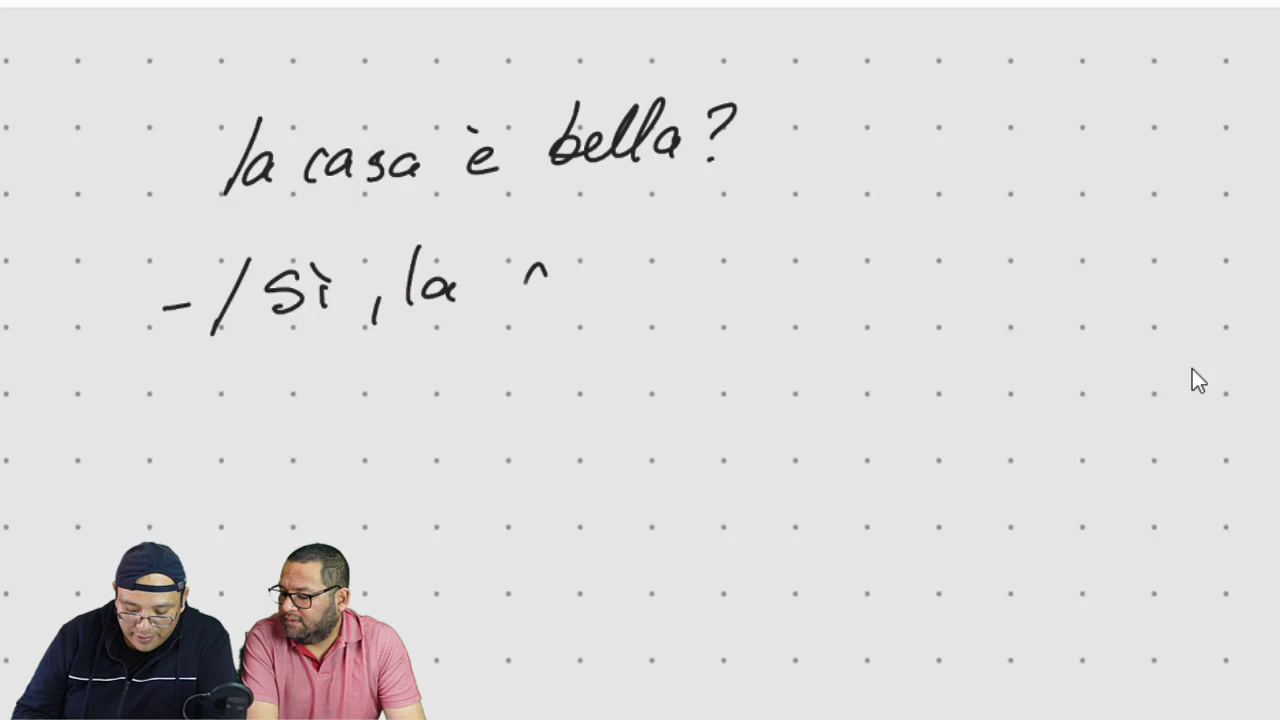 la casa è bella?
- / sì, la